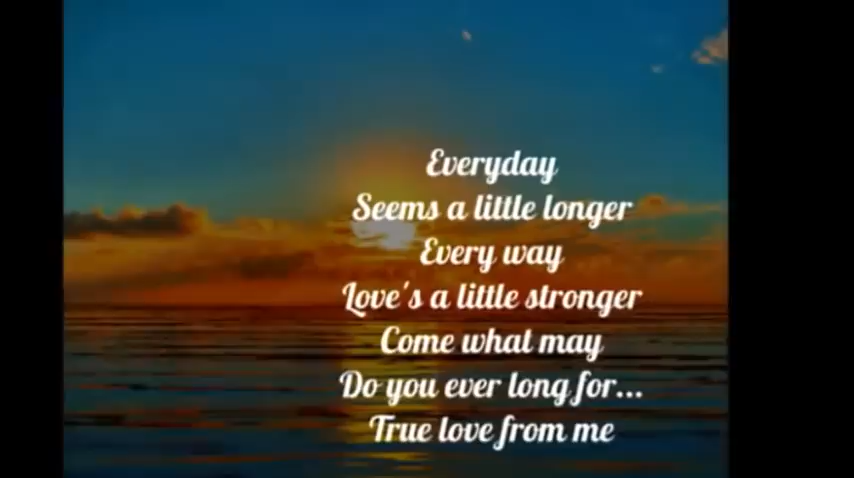 Everyday
Seems a little longer
Every way
Love's a little stronger
Come what may
Do you ever long for...
True love from me